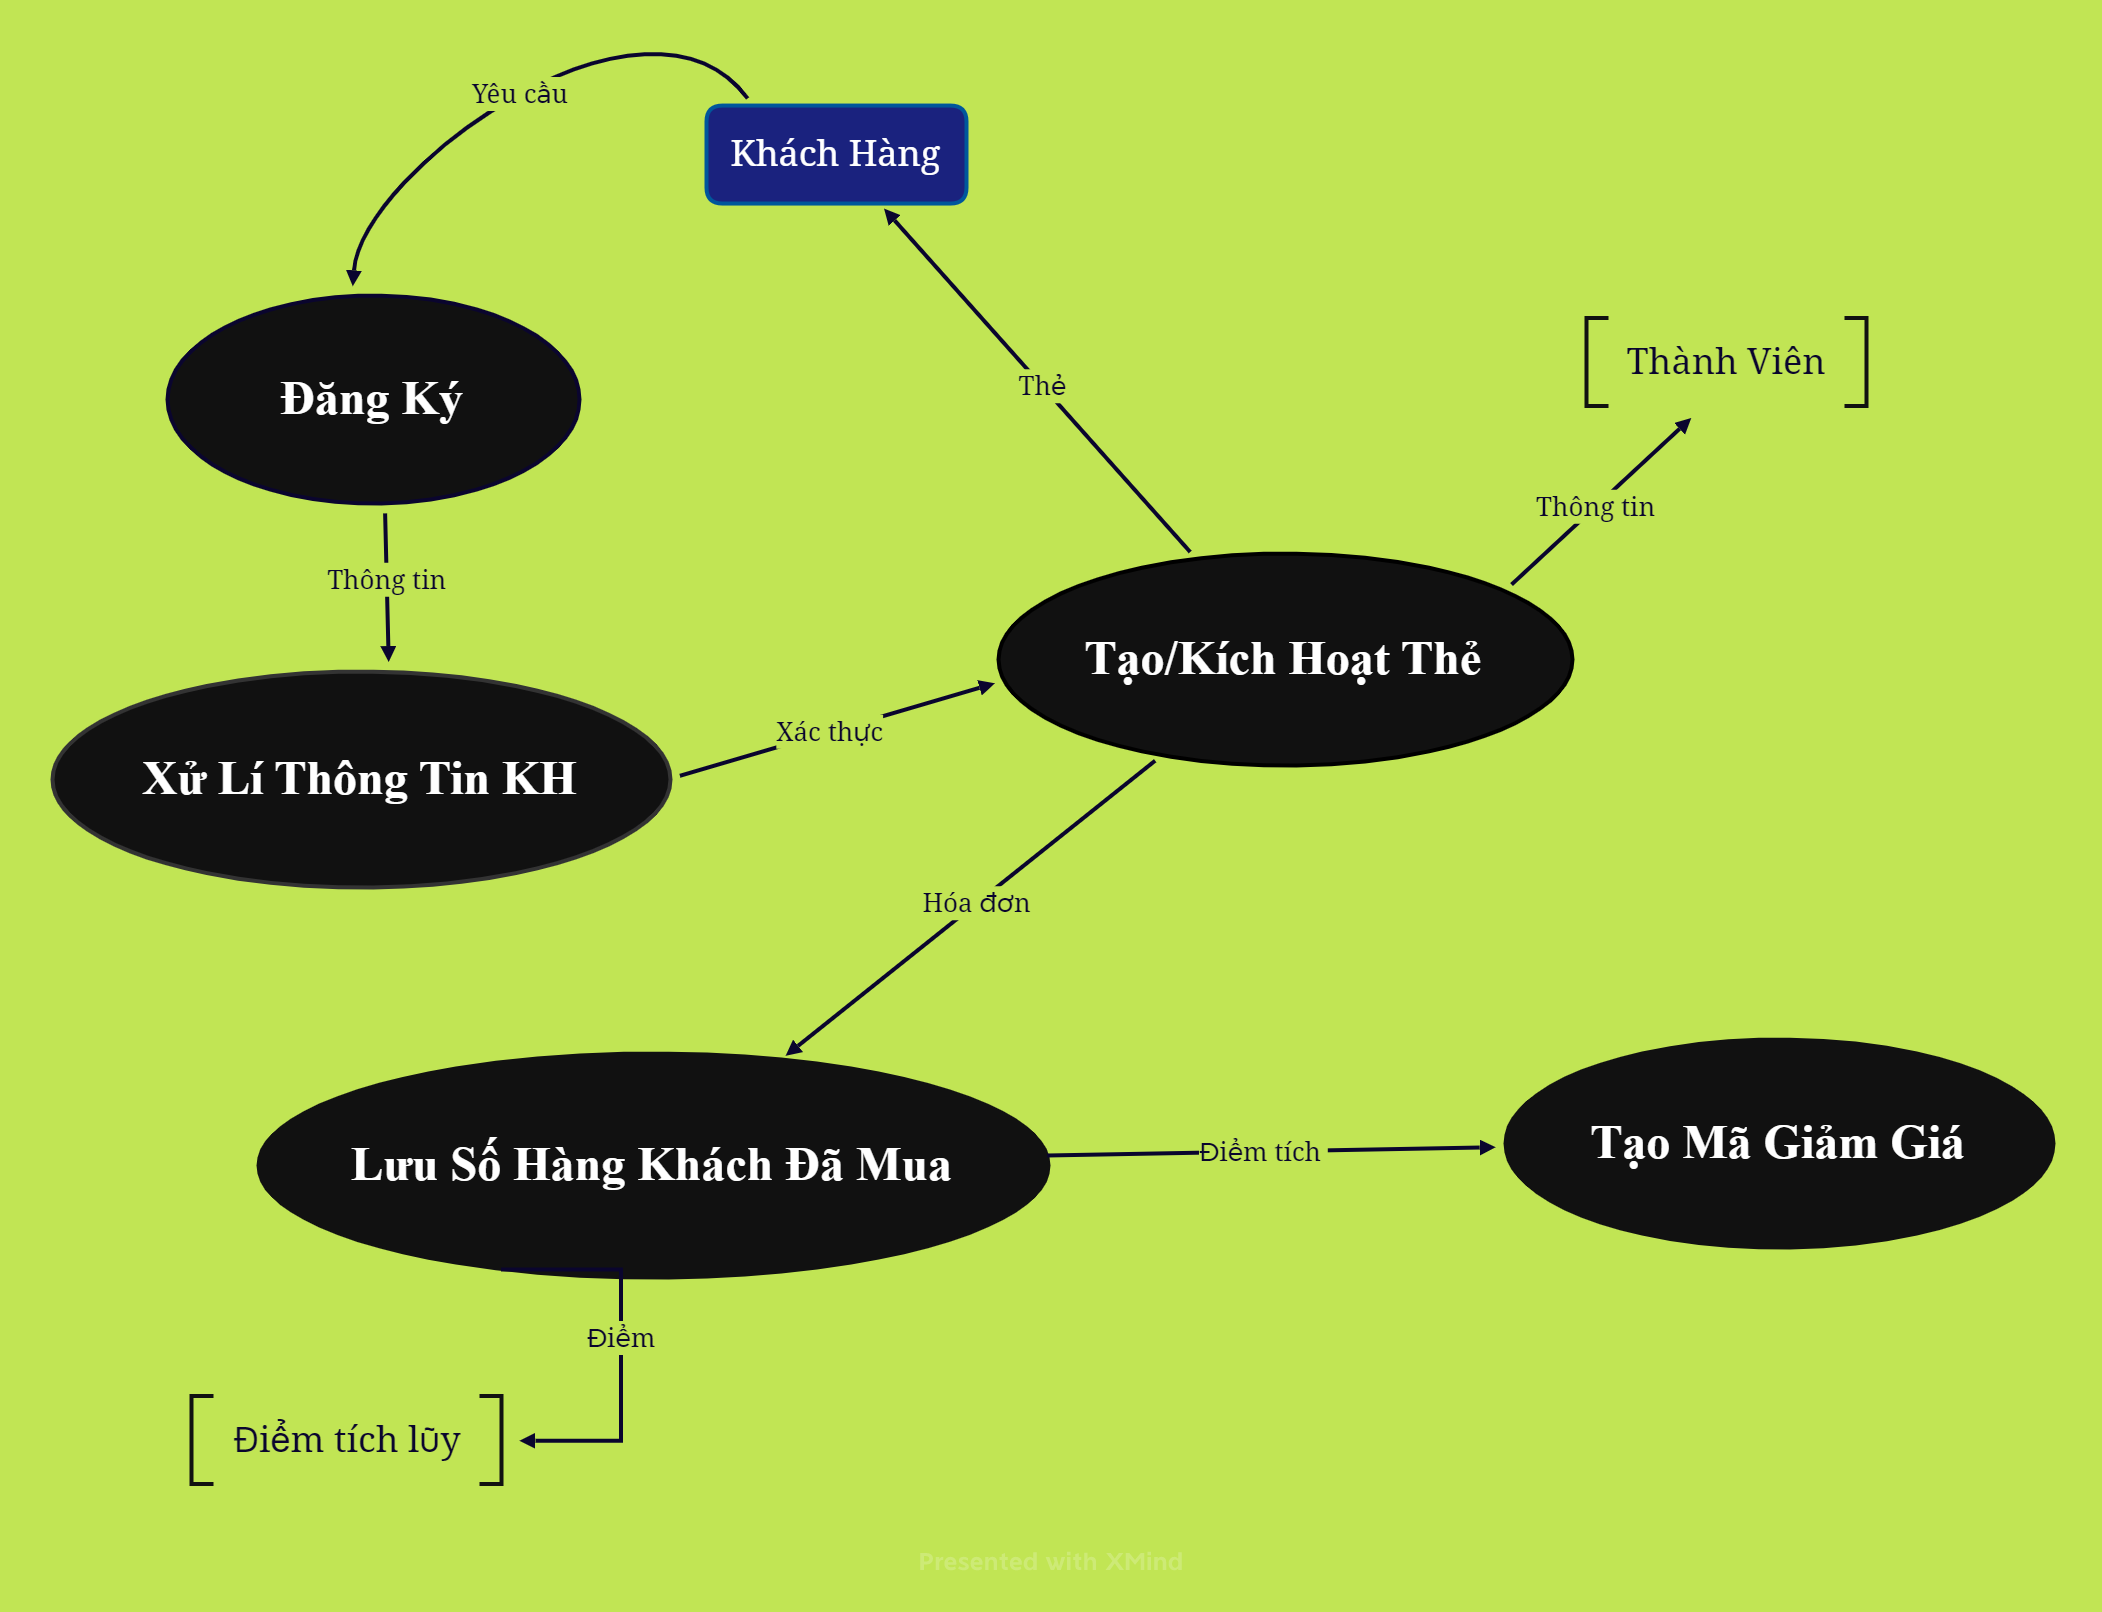 Yêu cầu
Khách Hàng
Thành Viên
Thẻ
Đăng Ký
Thông tin
Thông tin
Tạo/Kích Hoạt Thẻ
Xác thực
Xử Lí Thông Tin KH
Hóa đơn
Lưu Số Hàng Khách Đã Mua
Điểm tích
Tạo Mã Giảm Giá
Điểm
Điểm tích lũy
Presented with XMind